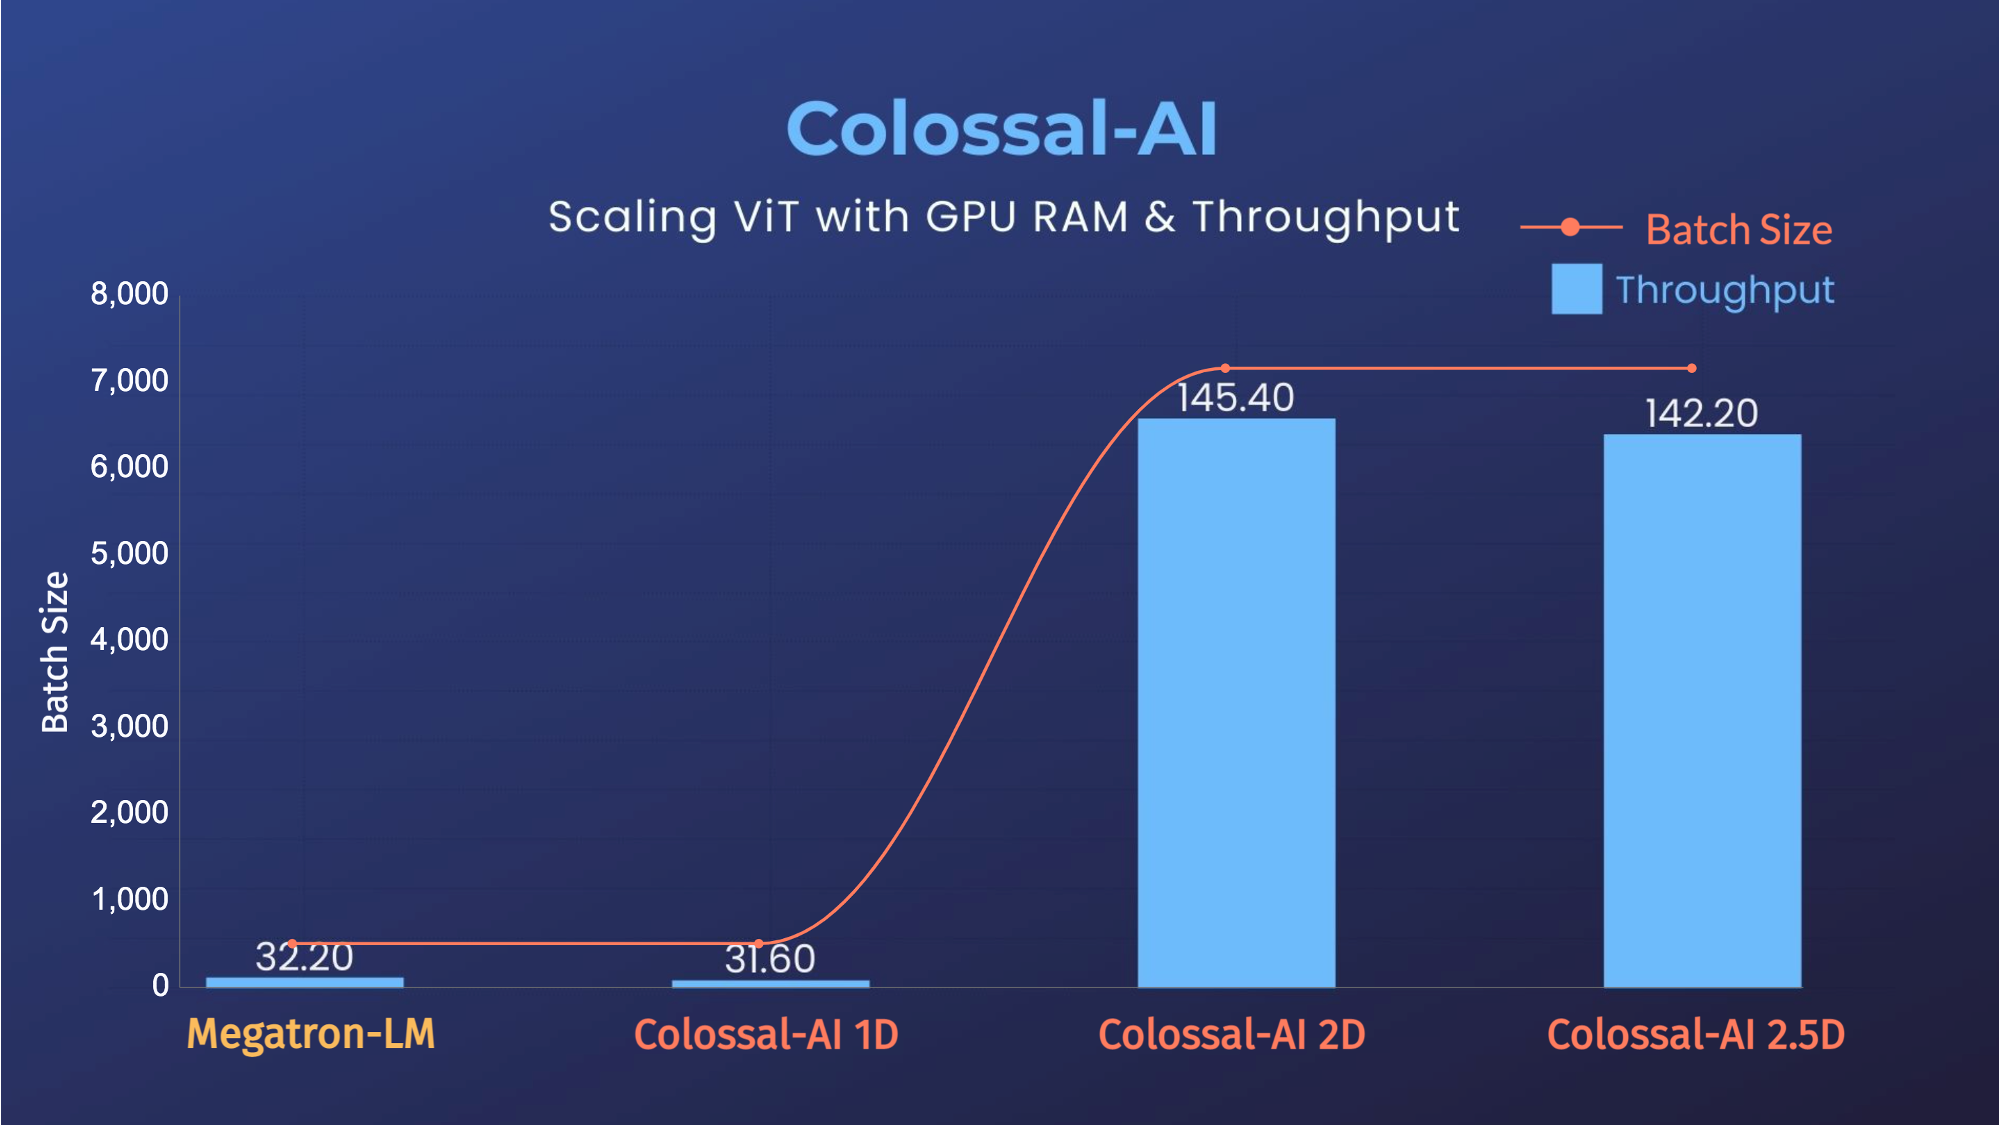 Colossal-AI
Scaling ViT with GPU RAM & Throughput
Batch Size
Throughput
8,000
7,000
6,000
5,000
4,000
3,000
2,000
1,000
0
Batch Size
32.20
31.60
145.40
142.20
Megatron-LM
Colossal-AI 1D
Colossal-AI 2D
Colossal-AI 2.5D